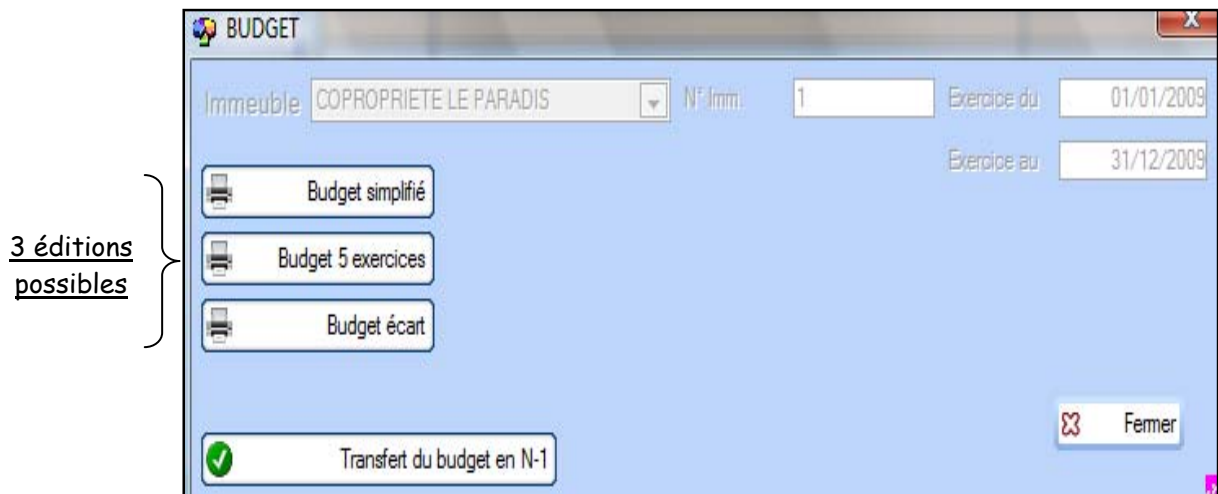 BUDGET
X
Immeuble COPROPRIETE LE PARADIS N° Imm. 1 Exercice du 01/01/2009
Exercice au 31/12/2009
Budget simplifié
3 éditions
possibles
Budget 5 exercices
Budget écart
Fermer
Transfert du budget en N-1